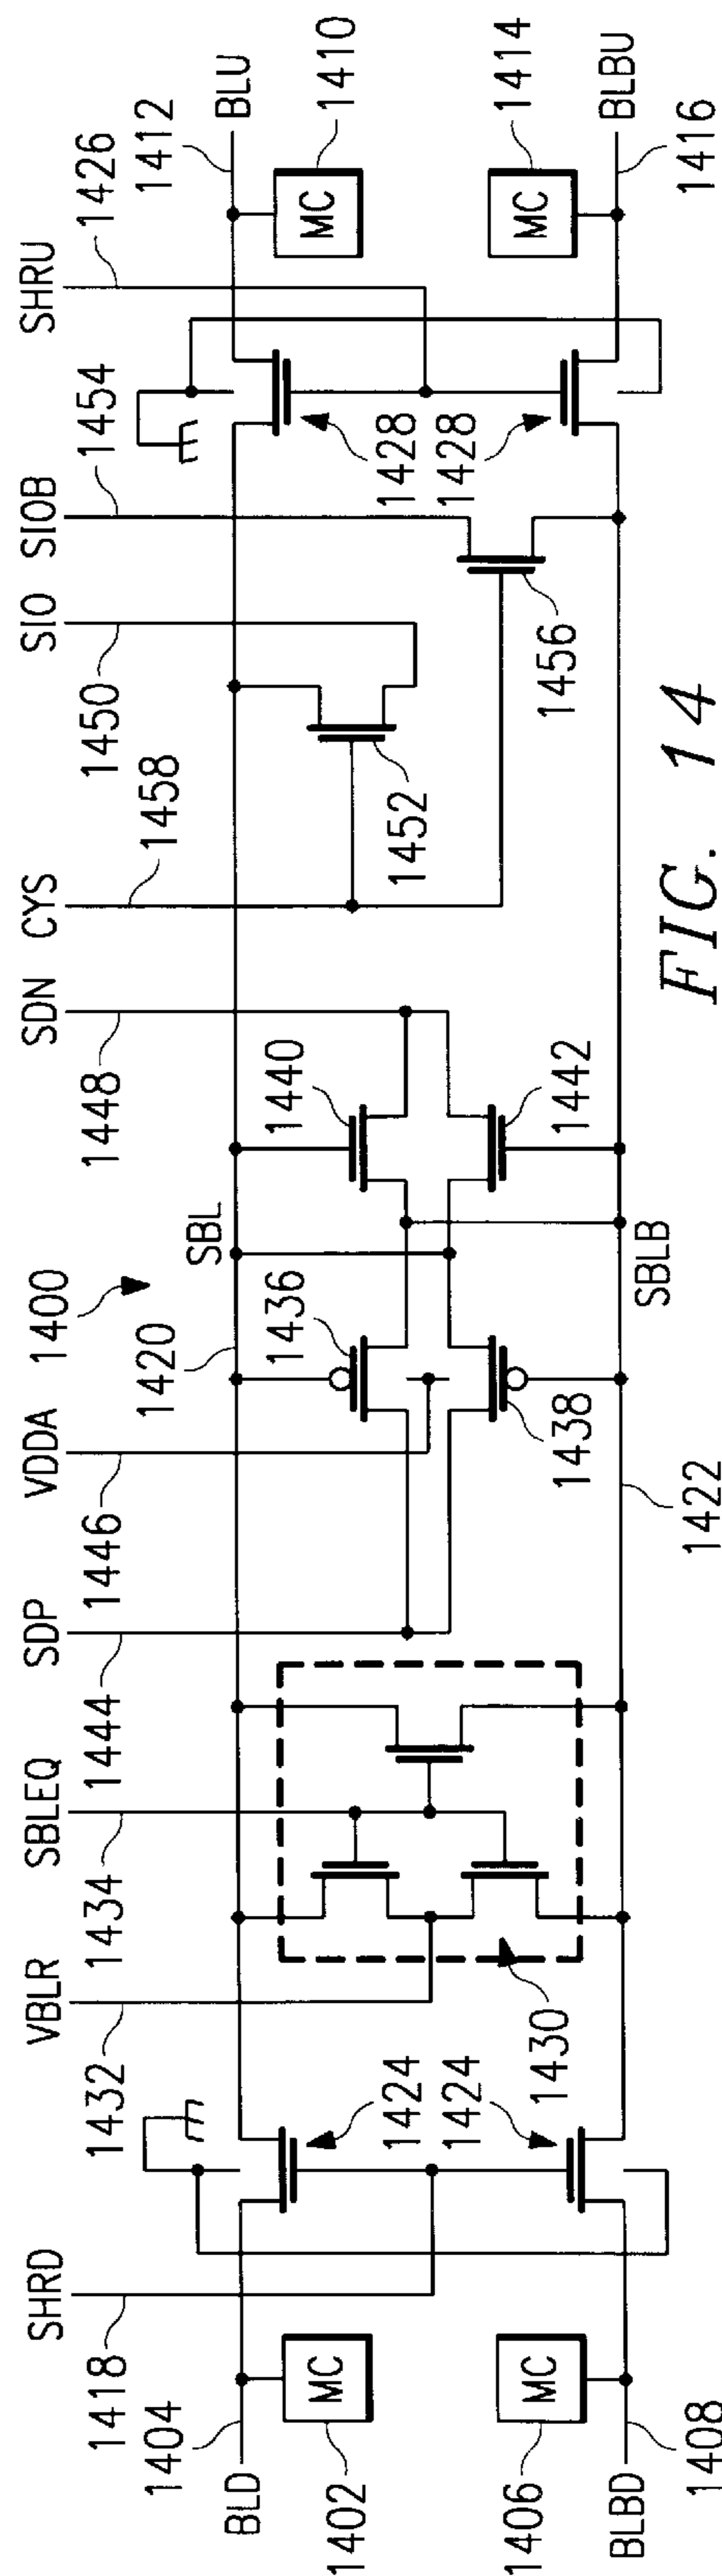 SHRD
VBLR
SBLEQ
SDP
VDDA
1400
SDN
CYS
SIO
SIOB
SHRU
1418
1432
1434
1444
1446
1420
1448
1458
1450
1454
1426
1404
BLD
SBL
1412
BLU
1402
MC
1424
1424
1430
1436
1438
1440
1442
1452
1456
1428
1428
MC
1410
1406
MC
MC
1414
BLBD
1408
1422
SBLB
BLBU
1416
FIG. 14